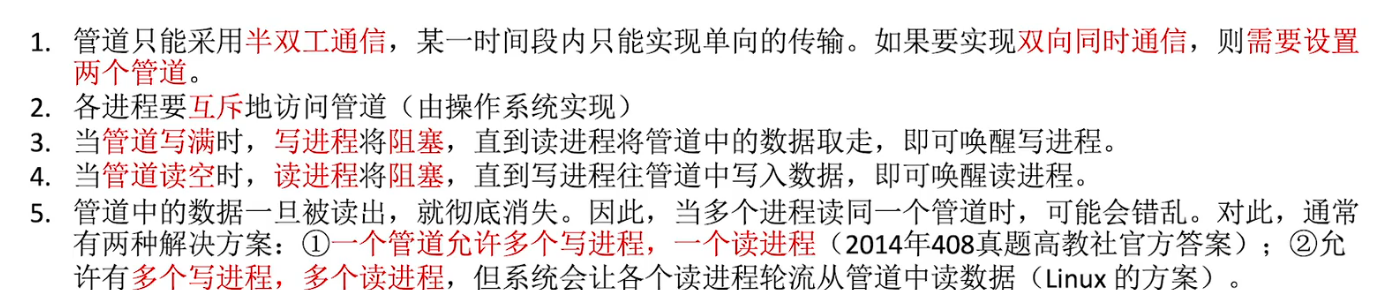 1. 管道只能采用半双工通信，某一时间段内只能实现单向的传输。如果要实现双向同时通信，则需要设置
两个管道。
2. 各进程要互斥地访问管道（由操作系统实现）
3. 当管道写满时，写进程将阻塞，直到读进程将管道中的数据取走，即可唤醒写进程。
4. 当管道读空时，读进程将阻塞，直到写进程往管道中写入数据，即可唤醒读进程。
5. 管道中的数据一旦被读出，就彻底消失。因此，当多个进程读同一个管道时，可能会错乱。对此，通常
有两种解决方案：①一个管道允许多个写进程，一个读进程（2014年408真题高教社官方答案）；②允
许有多个写进程，多个读进程，但系统会让各个读进程轮流从管道中读数据（Linux 的方案）。